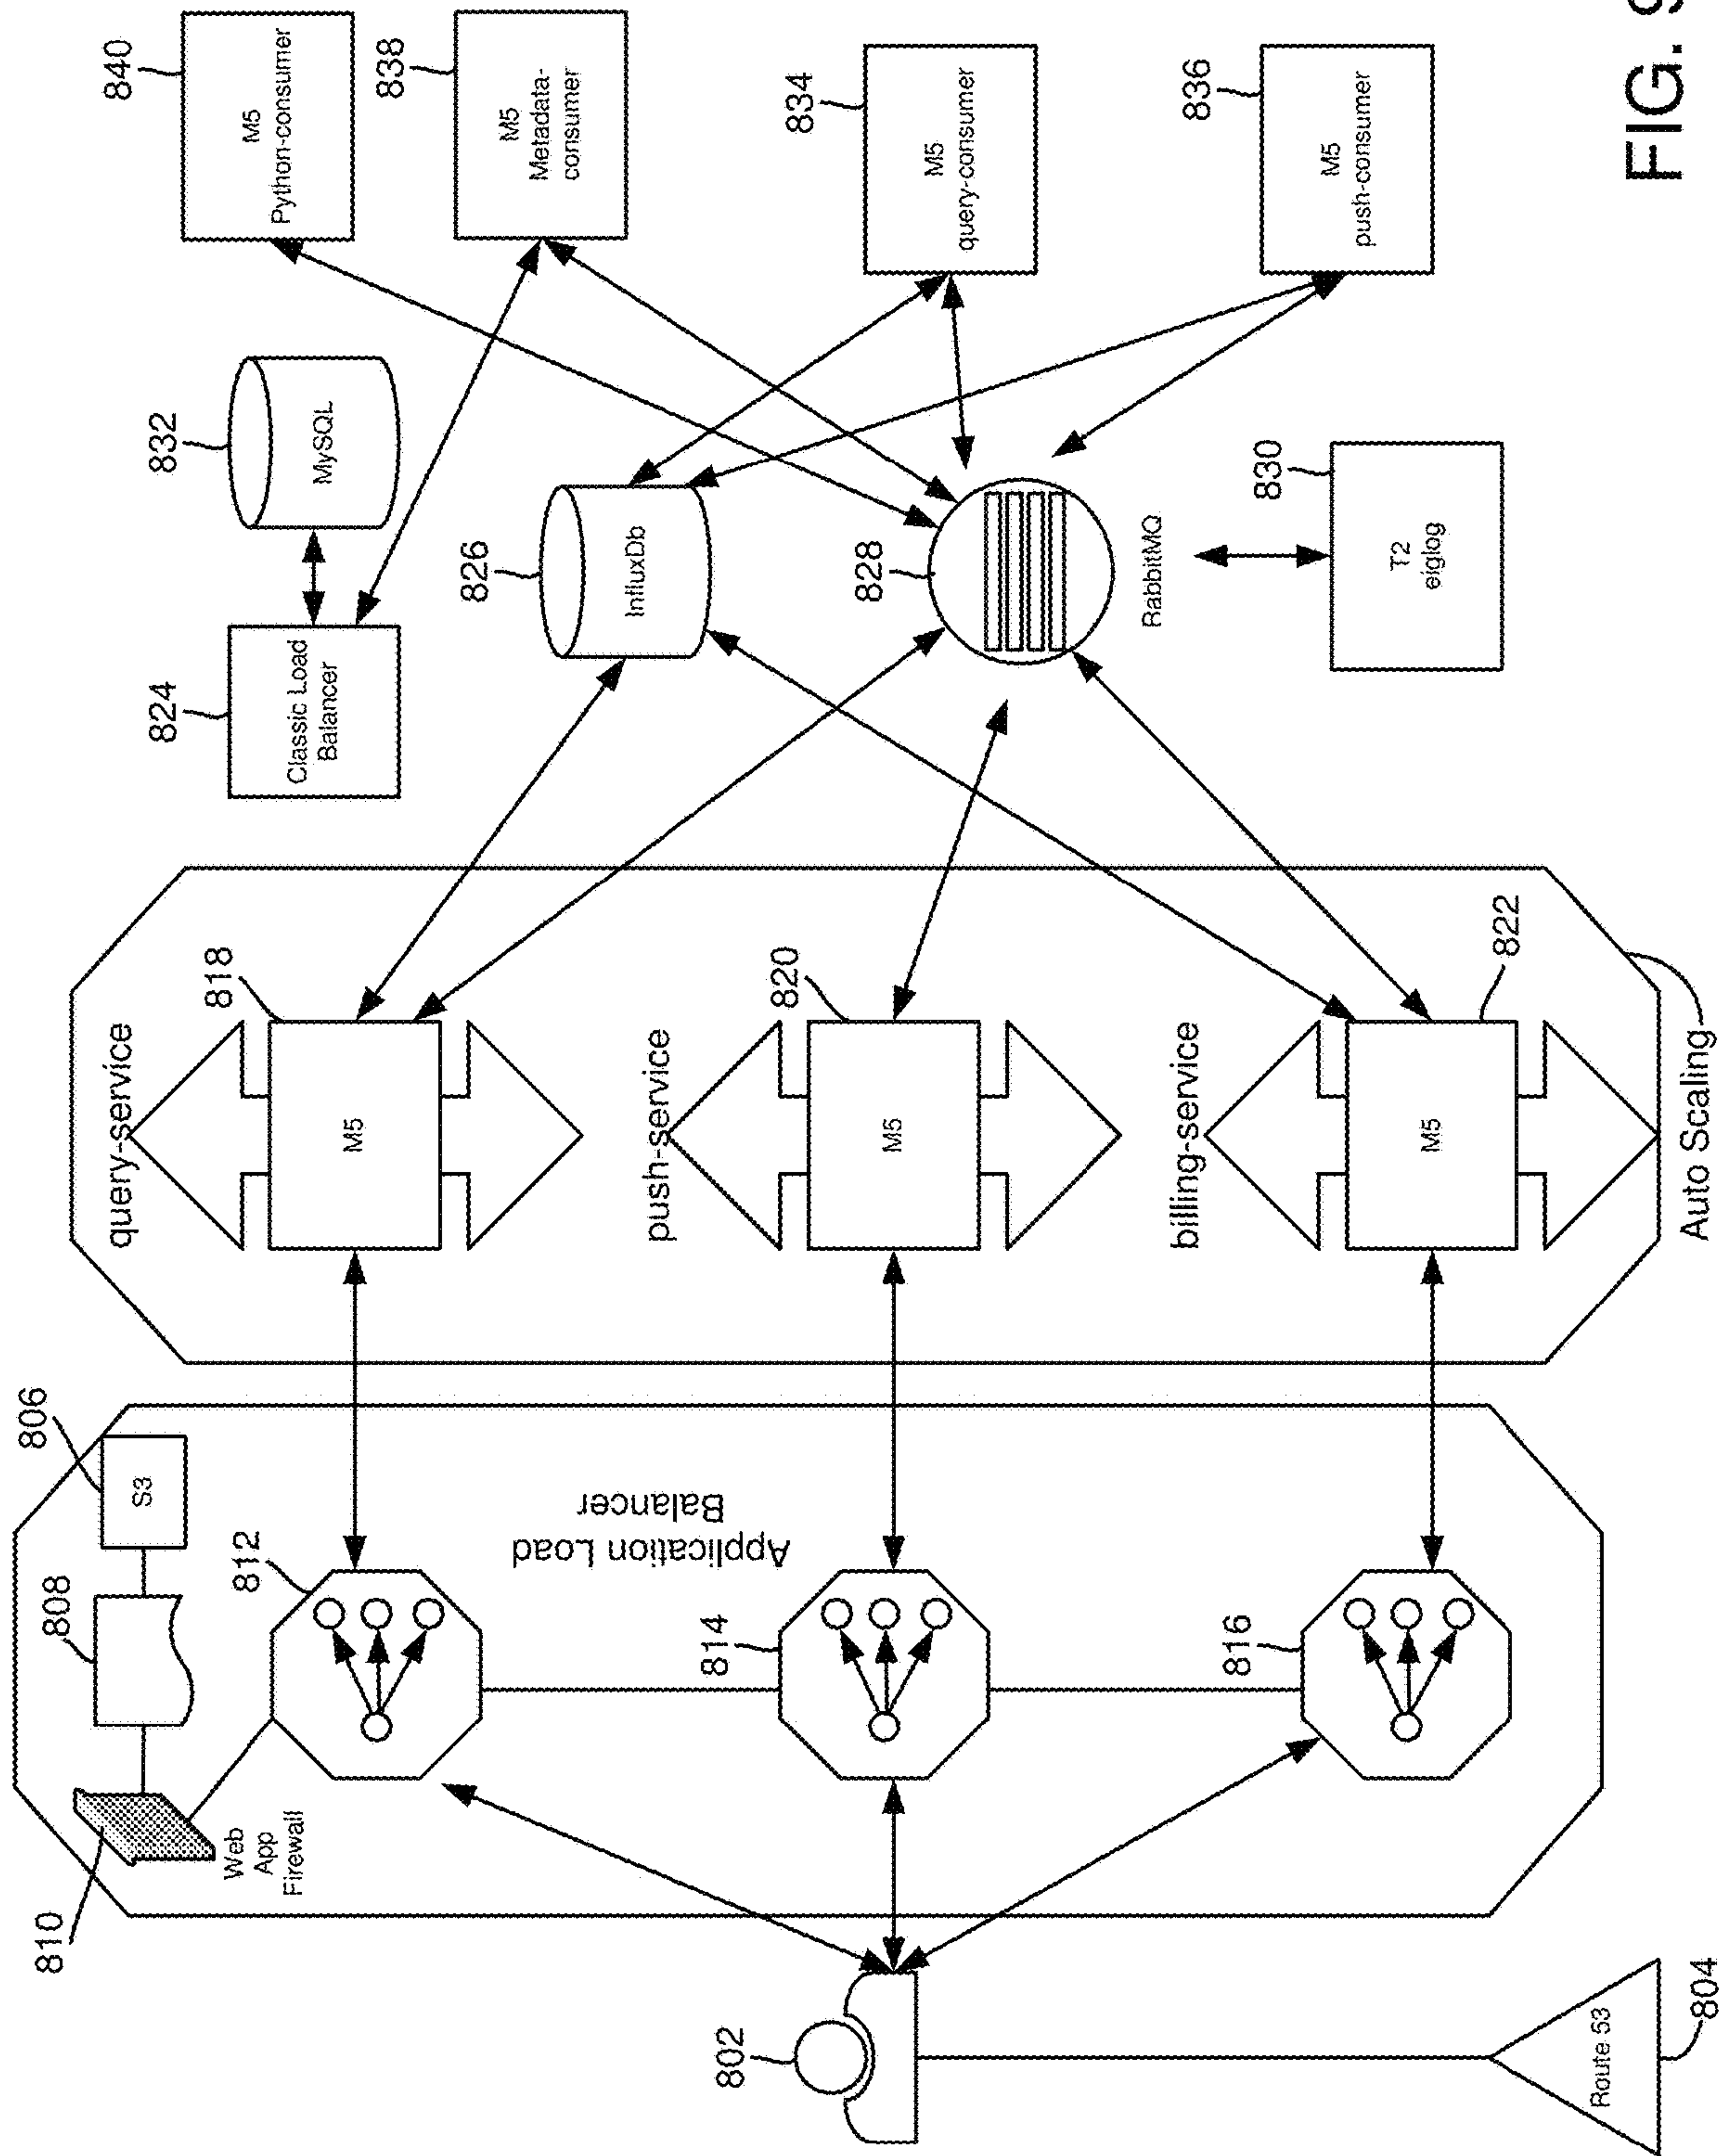 810
808
806
S3
Web
App
Firewall
812
Application Load
Balancer
814
816
802
Route 53
804
query-service
818
M5
push-service
820
M5
billing-service
M5
822
Auto Scaling
824
Classic Load
Balancer
832
MySQL
826
InfluxDb
828
RabbitMQ
830
T2
eiglog
840
M5
Python-consumer
838
M5
Metadata-
consumer
834
M5
query-consumer
836
M5
push-consumer
FIG. 9